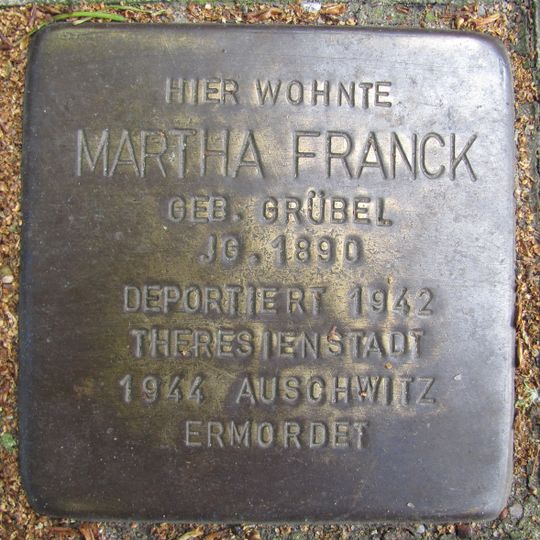 HIER WOHNTE
MARTHA FRANCK
GEB. GRÜBEL
JG. 1890
DEPORTIERT 1942
THERESIENSTADT
1944 AUSCHWITZ
ERMORDET